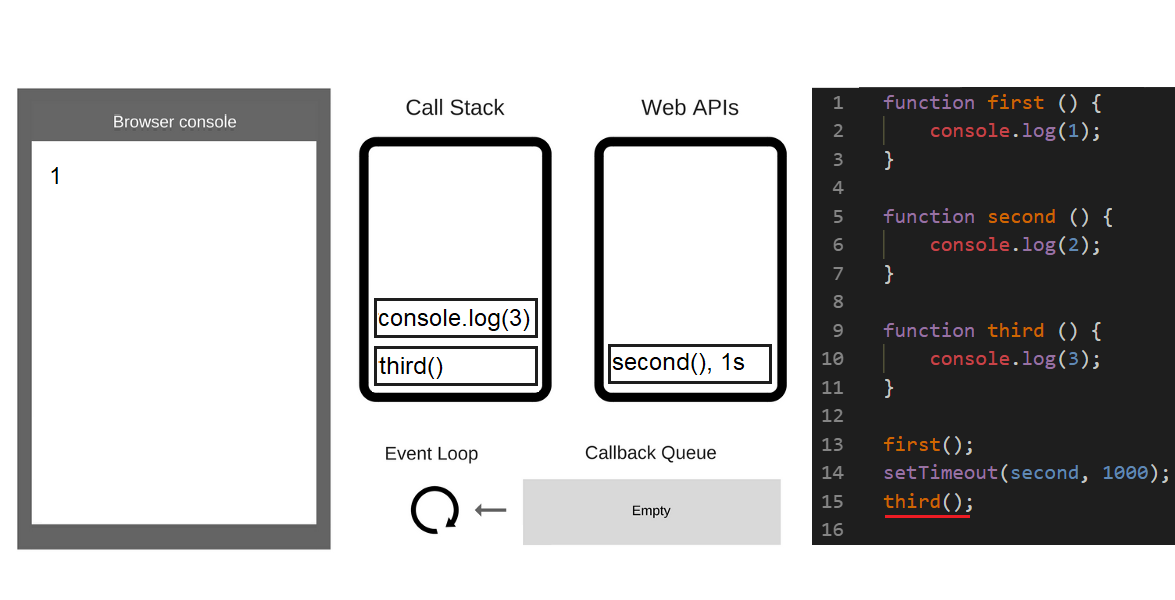 Browser console
1
Call Stack
console.log(3)
third()
Web APIs
second(), 1s
Event Loop
Callback Queue
Empty
1 function first () {
2 console.log(1);
3 }
4
5 function second () {
6 console.log(2);
7 }
8
9 function third () {
10 console.log(3);
11 }
12
13 first();
14 setTimeout(second, 1000);
15 third();
16